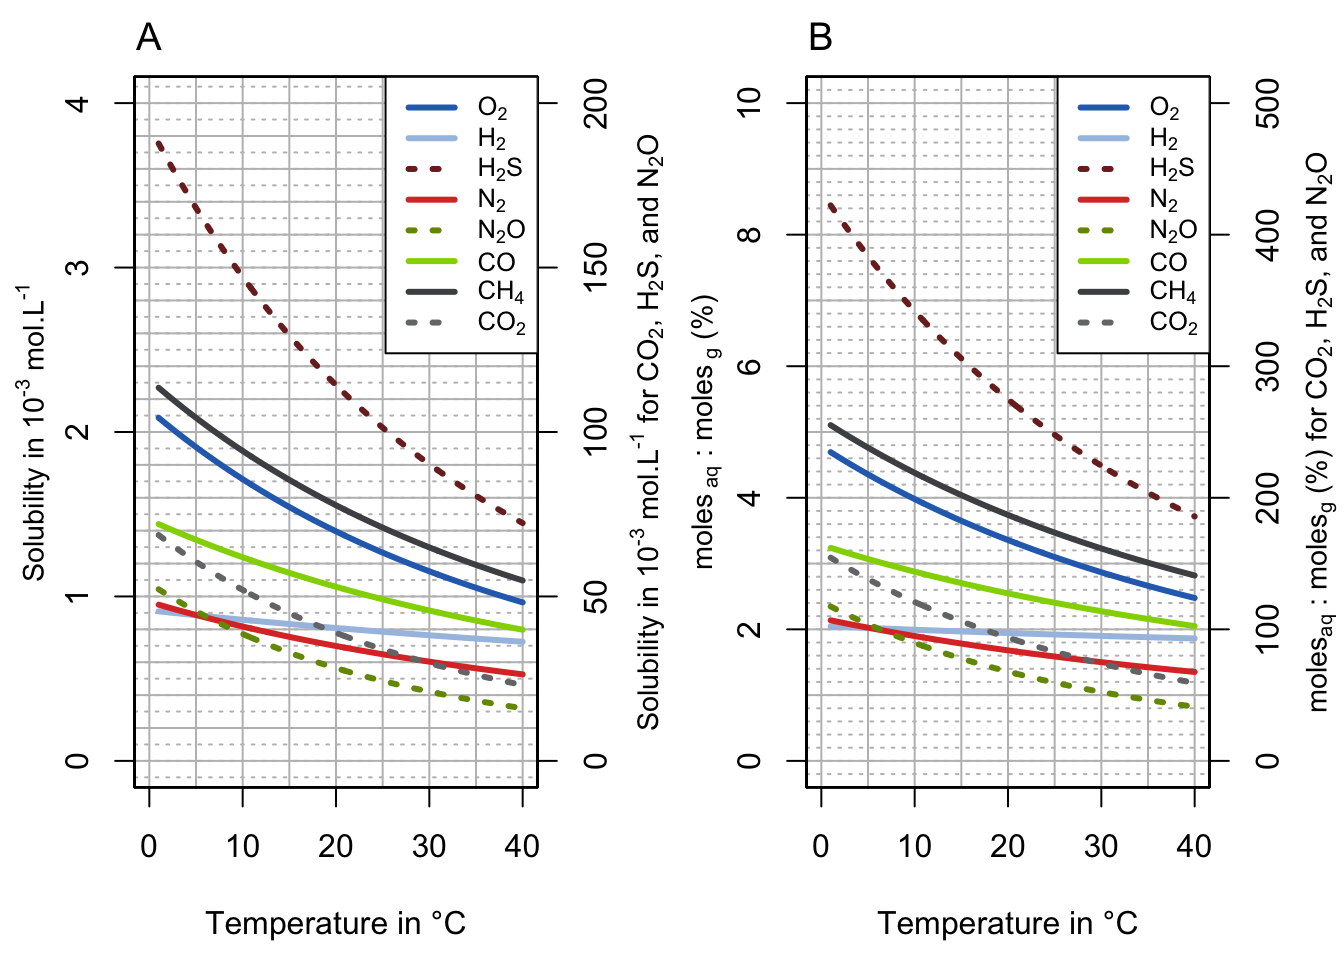 A
Solubility in 10⁻³ mol.L⁻¹
4
3
2
1
0
O₂
H₂
H₂S
N₂
N₂O
CO
CH₄
CO₂
200
150
100
50
0
Solubility in 10⁻³ mol.L⁻¹ for CO₂, H₂S, and N₂O
0 10 20 30 40
Temperature in °C
B
moles aq : moles g (%)
10
8
6
4
2
0
O₂
H₂
H₂S
N₂
N₂O
CO
CH₄
CO₂
500
400
300
200
100
0
molesaq : molesg (%) for CO₂, H₂S, and N₂O
0 10 20 30 40
Temperature in °C